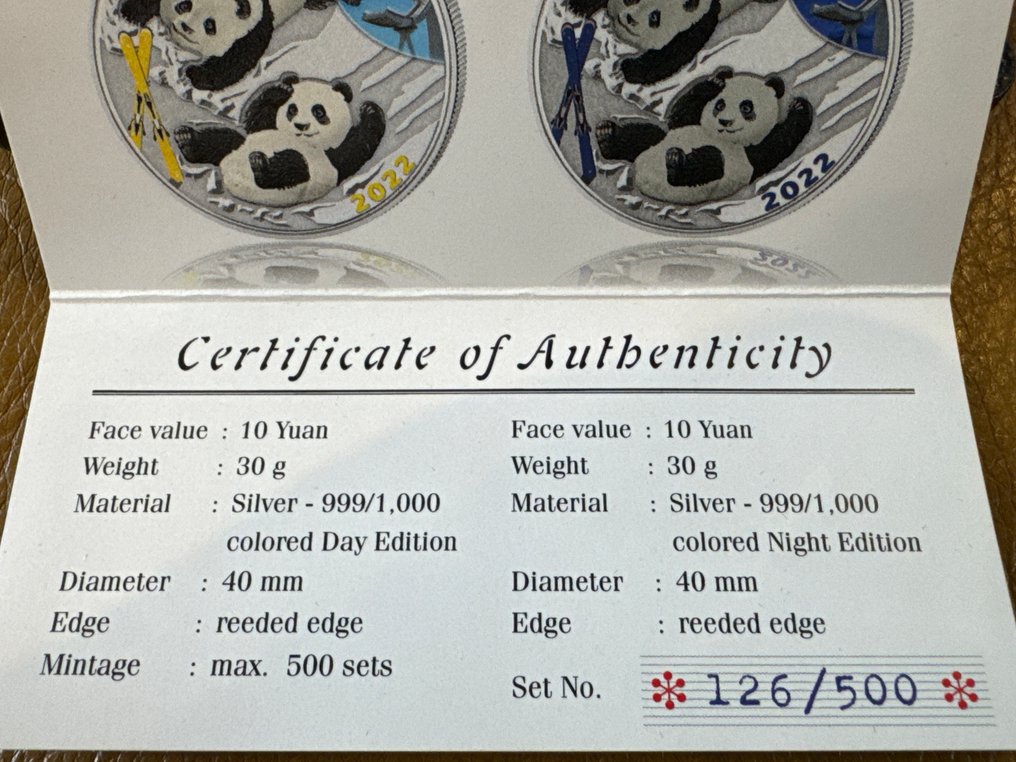 2022
2022
Certificate of Authenticity
Face value : 10 Yuan
Weight : 30 g
Material : Silver - 999/1,000
colored Day Edition
Diameter : 40 mm
Edge : reeded edge
Mintage : max. 500 sets
Face value : 10 Yuan
Weight : 30 g
Material : Silver - 999/1,000
colored Night Edition
Diameter : 40 mm
Edge : reeded edge
Set No. 126/500